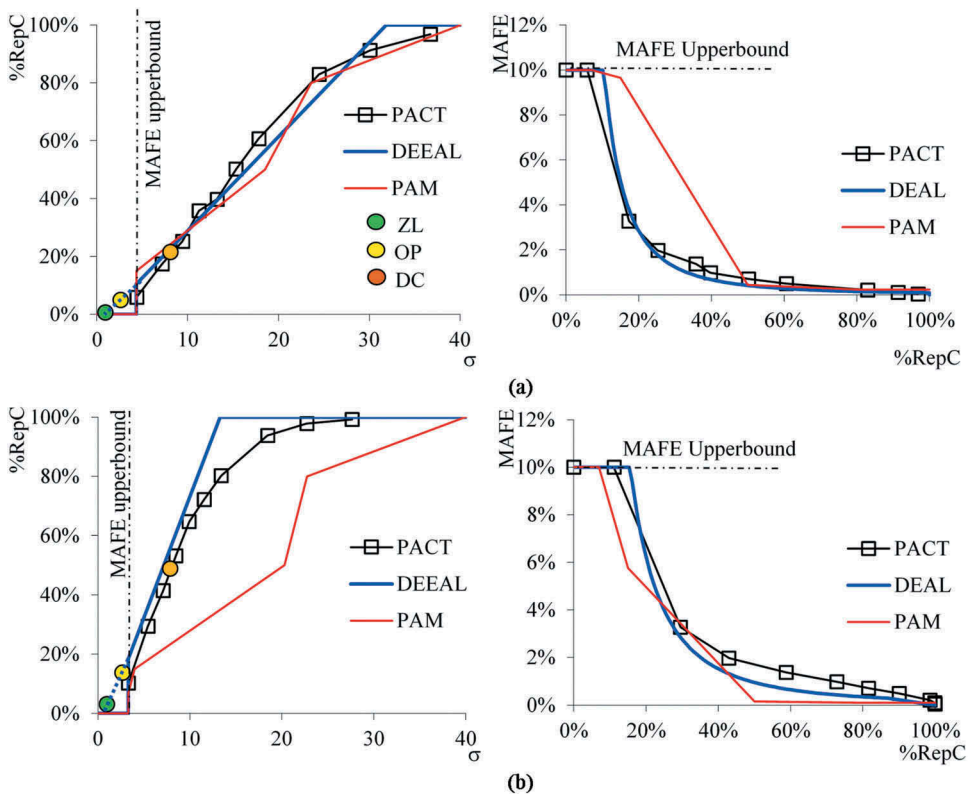 %RepC
100%
80%
60%
40%
20%
0%
MAFE upperbound
PACT
DEEAL
PAM
ZL
OP
DC
0
10
20
30
40
σ
MAFE
12%
10%
8%
6%
4%
2%
0%
MAFE Upperbound
PACT
DEAL
PAM
0%
20%
40%
60%
80%
100%
%RepC
(a)
%RepC
100%
80%
60%
40%
20%
0%
MAFE upperbound
PACT
DEEAL
PAM
0
10
20
30
40
σ
MAFE
12%
10%
8%
6%
4%
2%
0%
MAFE Upperbound
PACT
DEAL
PAM
0%
20%
40%
60%
80%
100%
%RepC
(b)